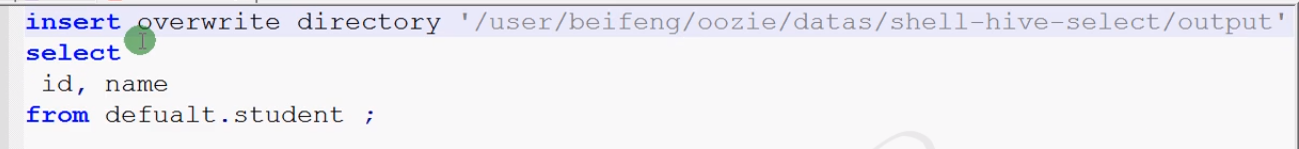 insert overwrite directory '/user/beifeng/oozie/datas/shell-hive-select/output'
select
id, name
from defualt.student ;